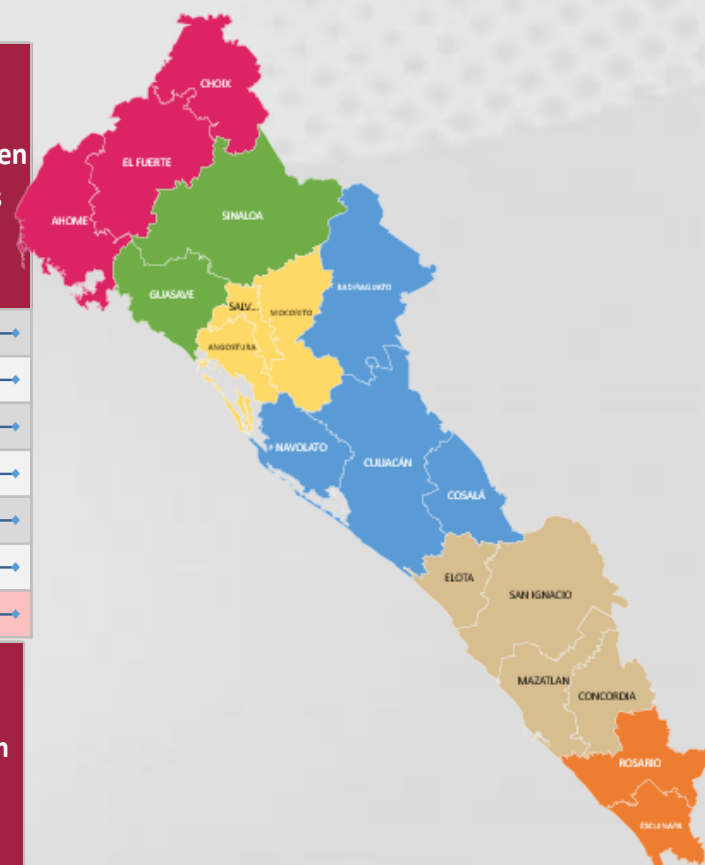 CHOIX
en
EL FUERTE
s
AHOME
SINALOA
BADIRAGUATO
GUASAVE
SALV...
MOCORITO
ANGOSTURA
NAVOLATO
CULIACÁN
COSALÁ
ELOTA
SAN IGNACIO
MAZATLAN
CONCORDIA
n
ROSARIO
ESCUINAPA